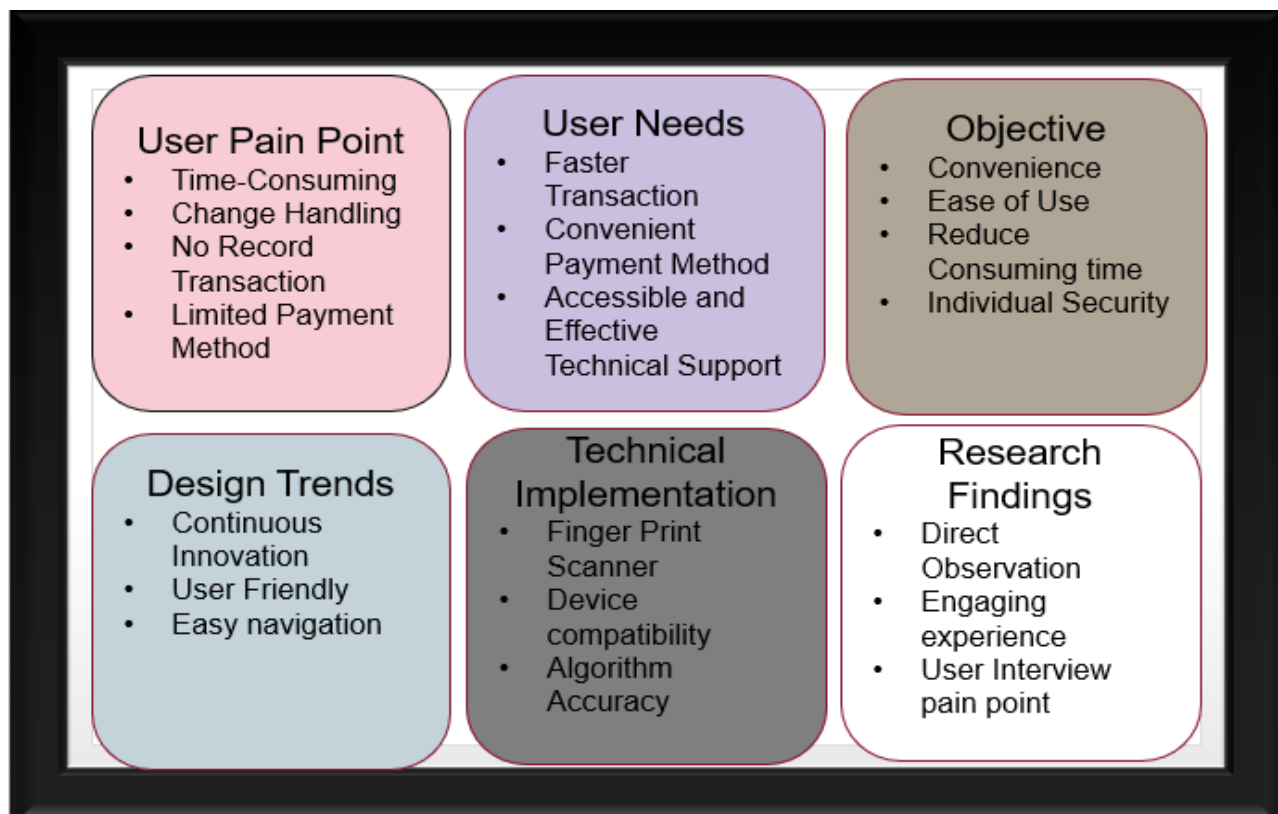 User Pain Point
• Time-Consuming
• Change Handling
• No Record
Transaction
• Limited Payment
Method
User Needs
• Faster
Transaction
• Convenient
Payment Method
• Accessible and
Effective
Technical Support
Objective
• Convenience
• Ease of Use
• Reduce
Consuming time
• Individual Security
Design Trends
• Continuous
Innovation
• User Friendly
• Easy navigation
Technical
Implementation
• Finger Print
Scanner
• Device
compatibility
• Algorithm
Accuracy
Research
Findings
• Direct
Observation
• Engaging
experience
• User Interview
pain point